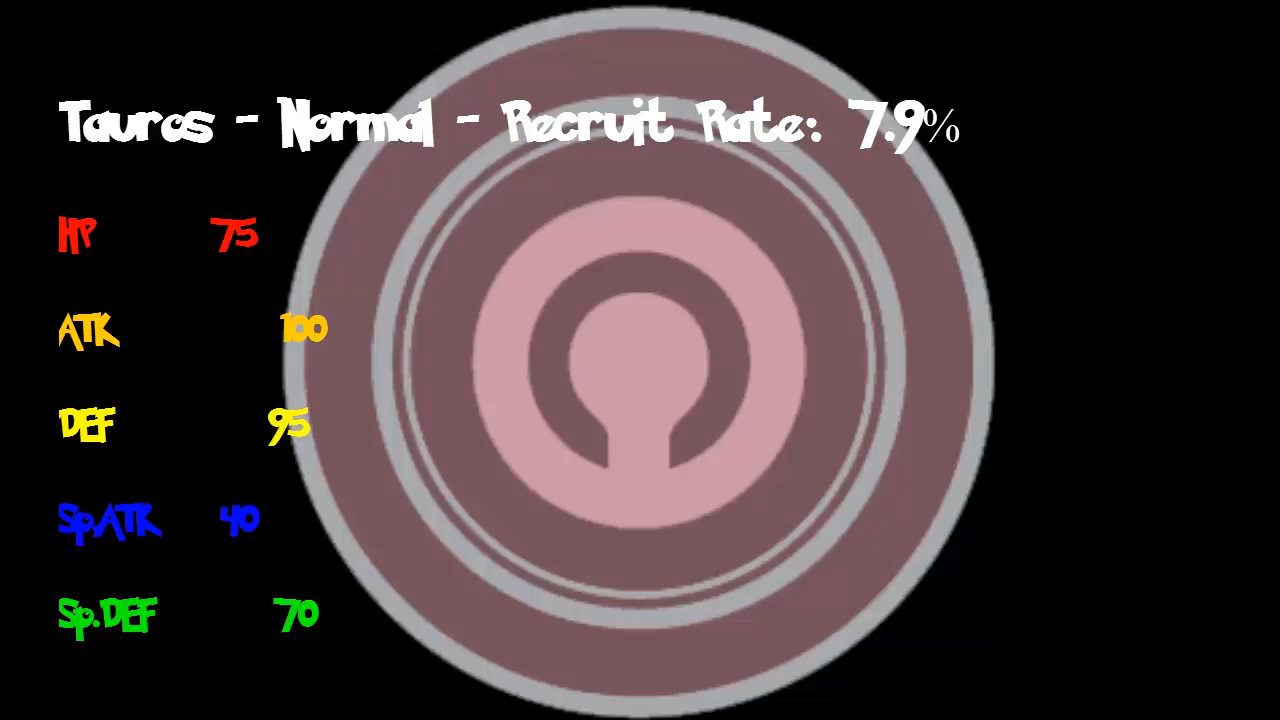 Tauros - Normal - Recruit Rate: 7.9%
HP 75
ATK 100
DEF 95
Sp.ATK 40
Sp.DEF 70